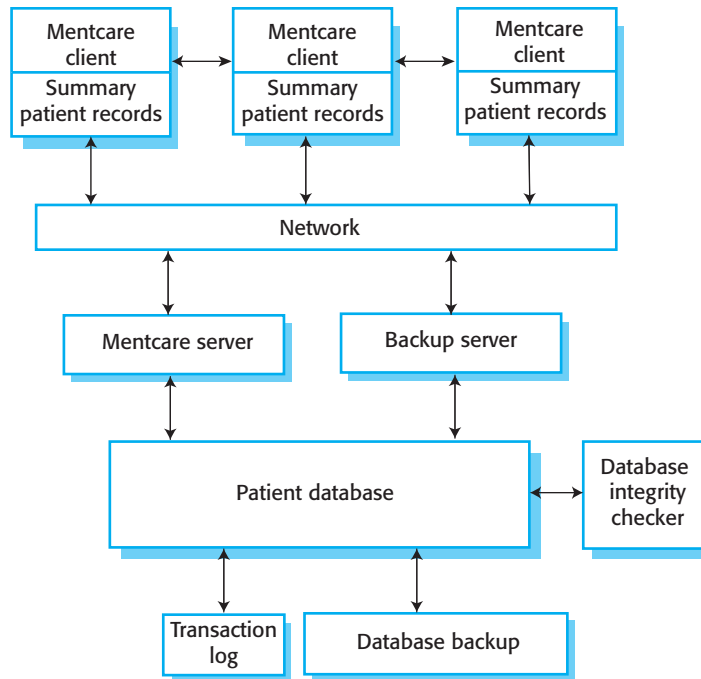 Mentcare
client
Summary
patient records
Mentcare
client
Summary
patient records
Mentcare
client
Summary
patient records
Network
Mentcare server
Backup server
Patient database
Database
integrity
checker
Transaction
log
Database backup